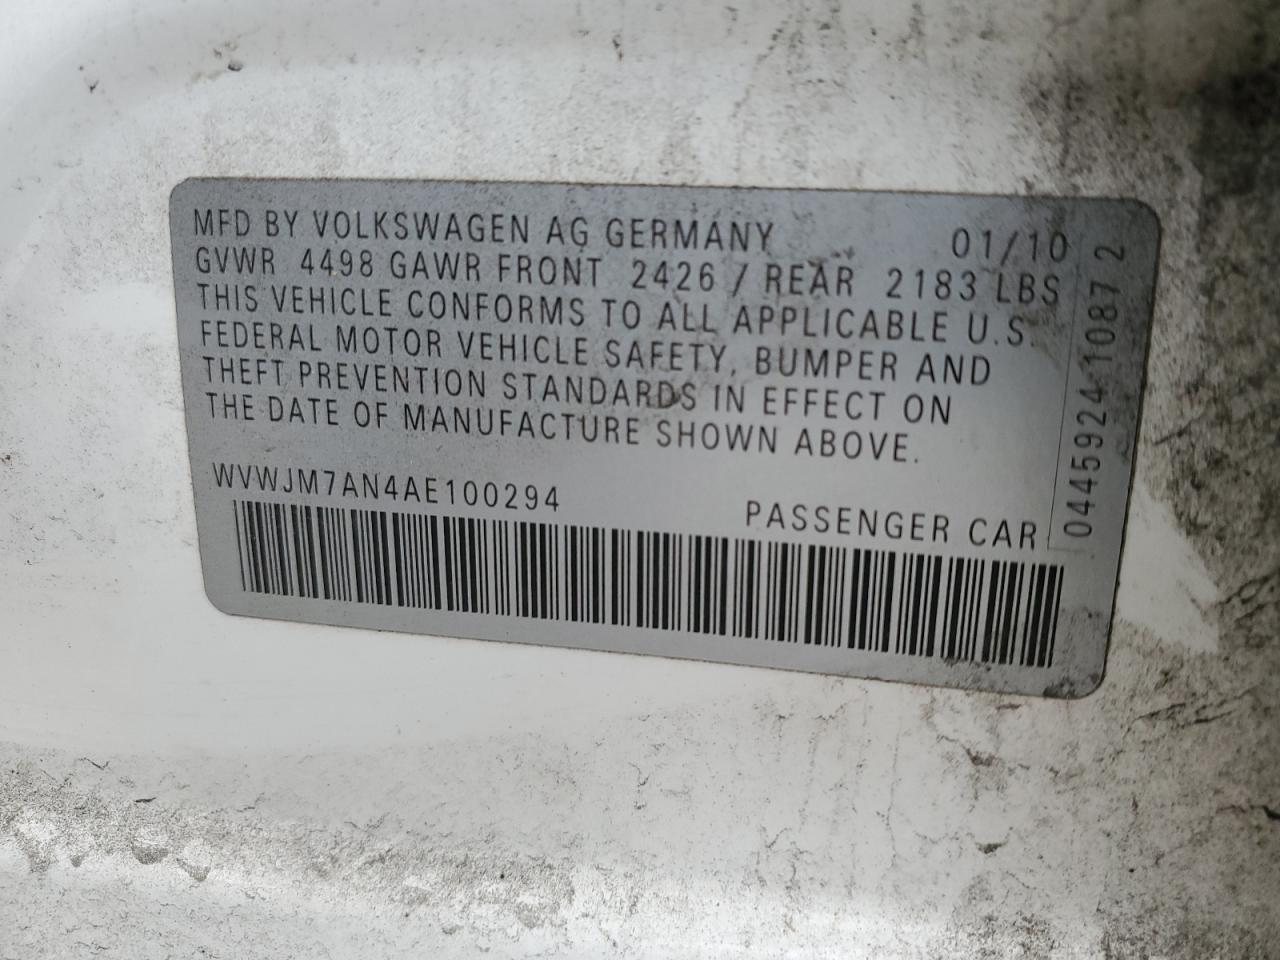 MFD BY VOLKSWAGEN AG GERMANY 01/10
GVWR 4498 GAWR FRONT 2426 / REAR 2183 LBS
THIS VEHICLE CONFORMS TO ALL APPLICABLE U.S.
FEDERAL MOTOR VEHICLE SAFETY, BUMPER AND
THEFT PREVENTION STANDARDS IN EFFECT ON
THE DATE OF MANUFACTURE SHOWN ABOVE.
WVWJM7AN4AE100294 PASSENGER CAR
04459241087 2